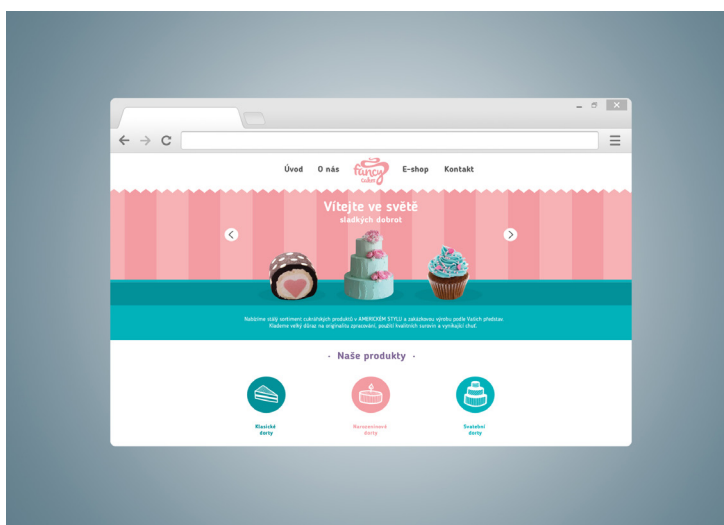 Úvod
O nás
fancy
cakes
E-shop
Kontakt
Vítejte ve světě
sladkých dobrot
Nabízíme stálý sortiment cukrářských produktů v AMERICKÉM STYLU a zakázkovou výrobu podle Vašich představ.
Klademe velký důraz na originalitu zpracování, použití kvalitních surovin a vynikající chuť.
· Naše produkty ·
Klasické
dorty
Narozeninové
dorty
Svatební
dorty